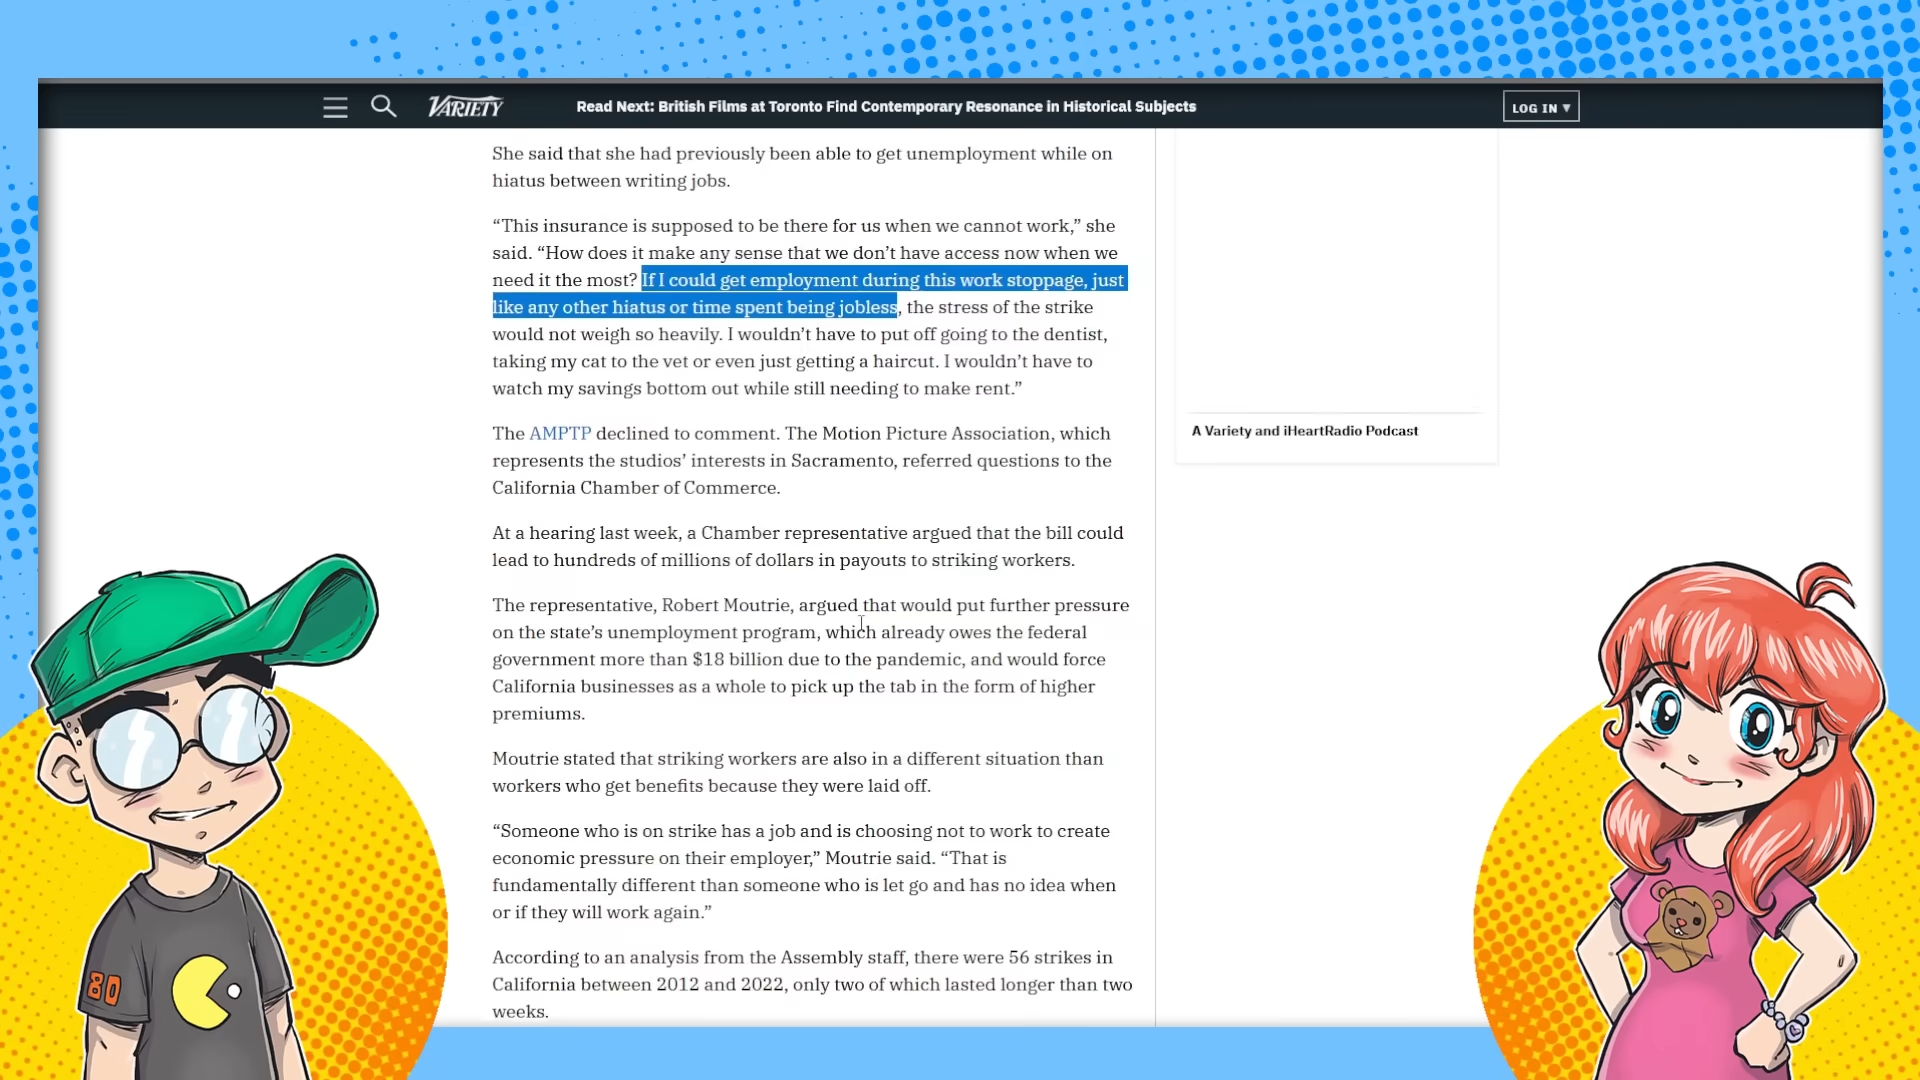 VARIETY
Read Next: British Films at Toronto Find Contemporary Resonance in Historical Subjects
LOG IN ▾
She said that she had previously been able to get unemployment while on
hiatus between writing jobs.
“This insurance is supposed to be there for us when we cannot work,” she
said. “How does it make any sense that we don’t have access now when we
need it the most? If I could get employment during this work stoppage, just
like any other hiatus or time spent being jobless, the stress of the strike
would not weigh so heavily. I wouldn’t have to put off going to the dentist,
taking my cat to the vet or even just getting a haircut. I wouldn’t have to
watch my savings bottom out while still needing to make rent.”
The AMPTP declined to comment. The Motion Picture Association, which
represents the studios’ interests in Sacramento, referred questions to the
California Chamber of Commerce.
At a hearing last week, a Chamber representative argued that the bill could
lead to hundreds of millions of dollars in payouts to striking workers.
The representative, Robert Moutrie, argued that would put further pressure
on the state’s unemployment program, which already owes the federal
government more than $18 billion due to the pandemic, and would force
California businesses as a whole to pick up the tab in the form of higher
premiums.
Moutrie stated that striking workers are also in a different situation than
workers who get benefits because they were laid off.
“Someone who is on strike has a job and is choosing not to work to create
economic pressure on their employer,” Moutrie said. “That is
fundamentally different than someone who is let go and has no idea when
or if they will work again.”
According to an analysis from the Assembly staff, there were 56 strikes in
California between 2012 and 2022, only two of which lasted longer than two
weeks.
A Variety and iHeartRadio Podcast
80